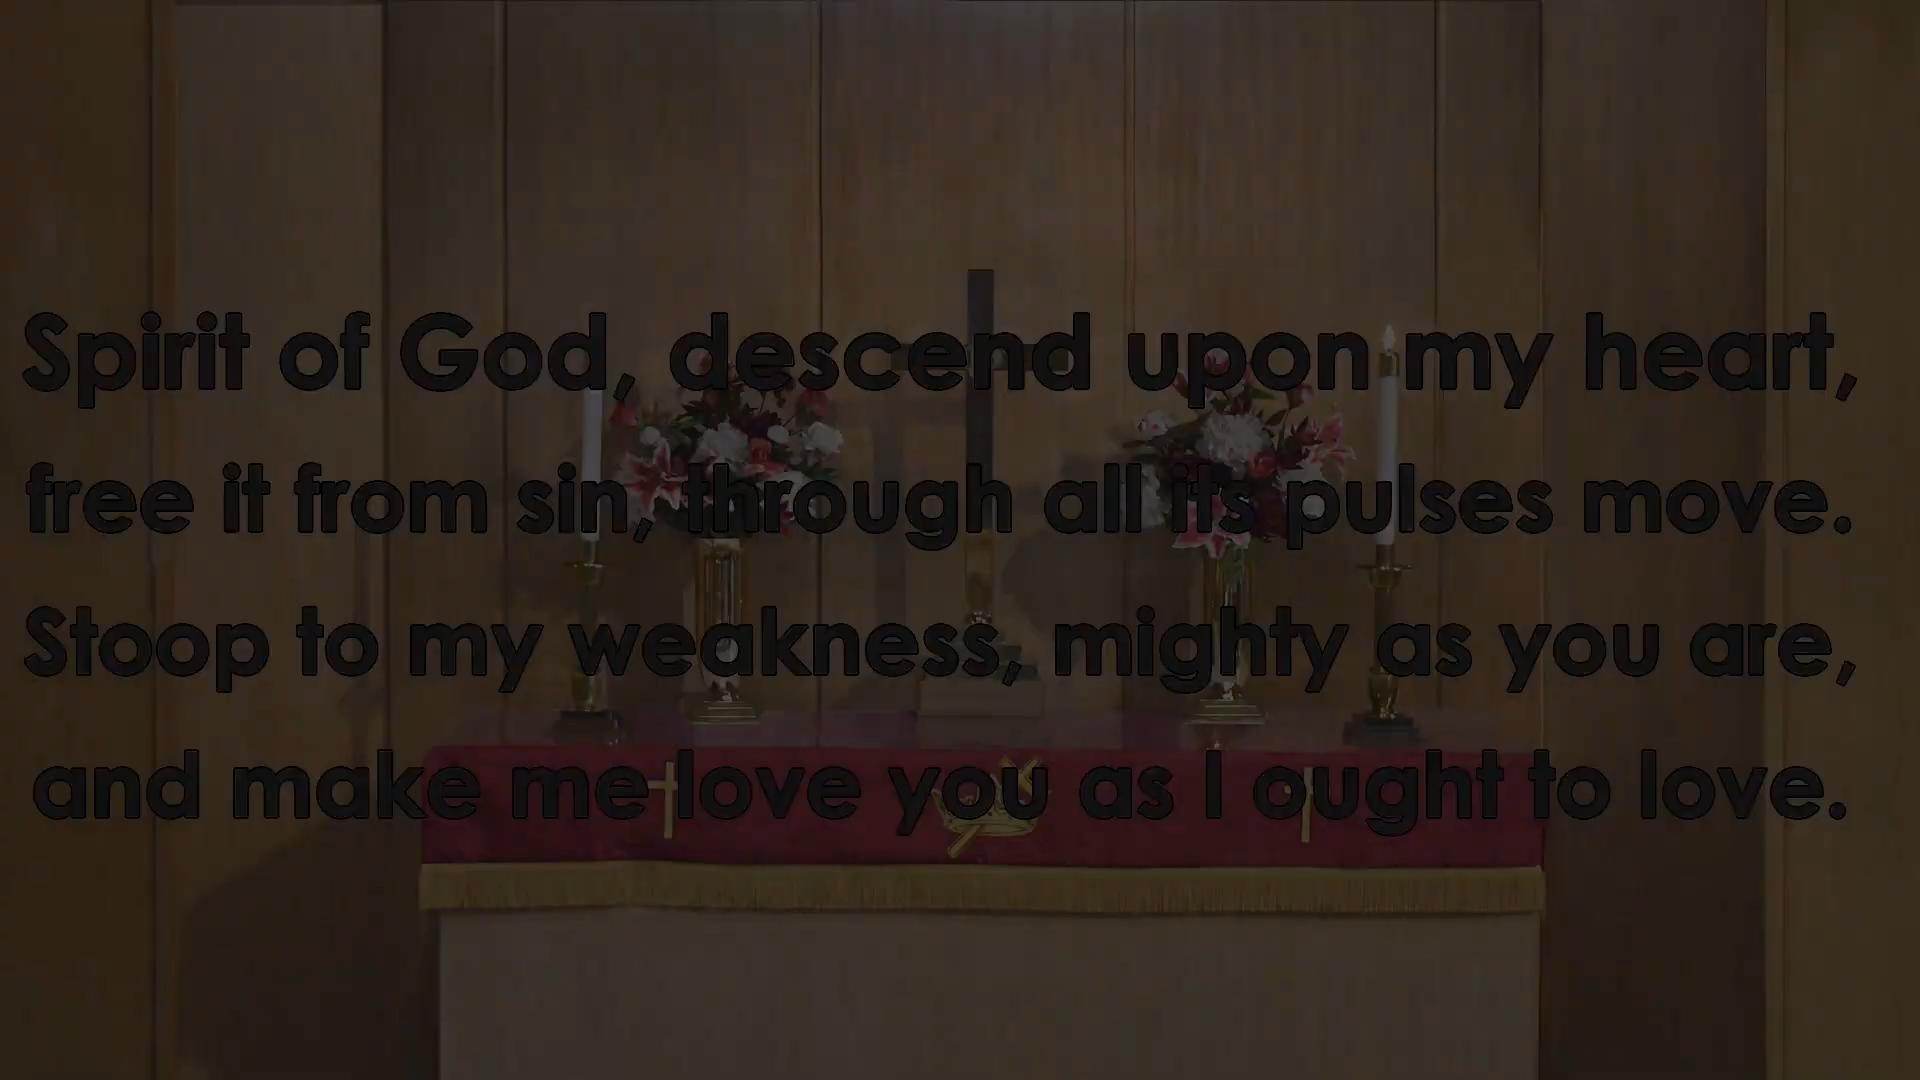 Spirit of God, descend upon my heart,
free it from sin, through all its pulses move.
Stoop to my weakness, mighty as you are,
and make me love you as I ought to love.